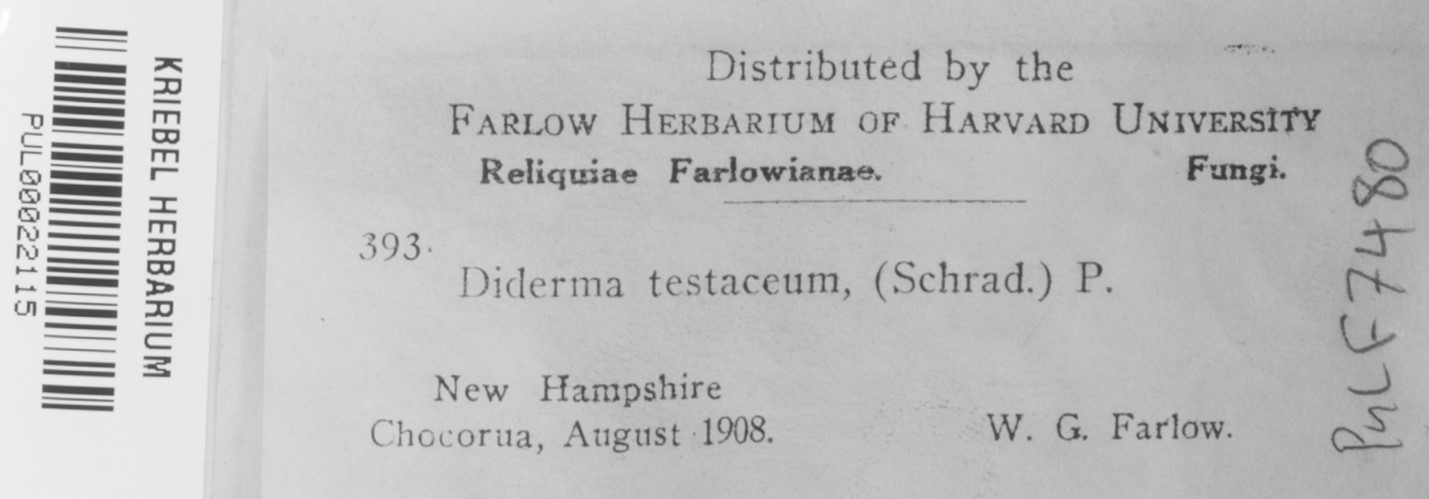 KRIEBEL HERBARIUM
PUL00022115
Distributed by the
FARLOW HERBARIUM OF HARVARD UNIVERSITY
Reliquiae Farlowianae. Fungi.
393.
Diderma testaceum, (Schrad.) P.
New Hampshire
Chocorua, August 1908.
W. G. Farlow.
PuL F7480